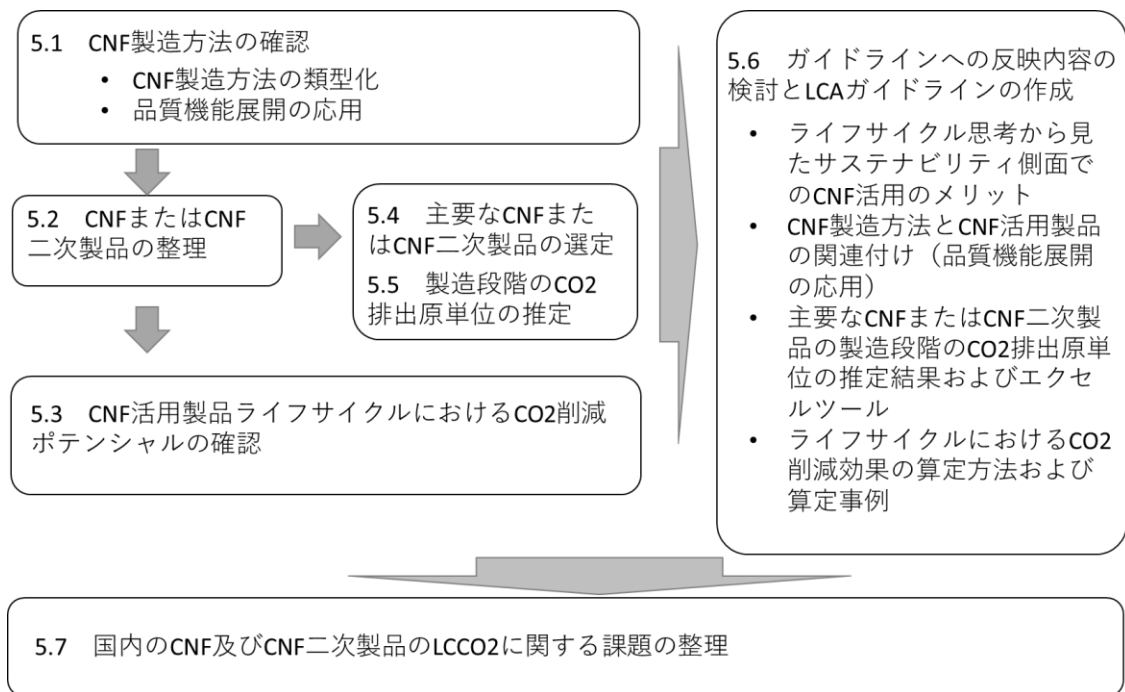 5.1 CNF製造方法の確認
• CNF製造方法の類型化
• 品質機能展開の応用
5.2 CNFまたはCNF
二次製品の整理
5.4 主要なCNFまた
はCNF二次製品の選定
5.5 製造段階のCO2
排出原単位の推定
5.3 CNF活用製品ライフサイクルにおけるCO2削減
ポテンシャルの確認
5.6 ガイドラインへの反映内容の
検討とLCAガイドラインの作成
• ライフサイクル思考から見
たサステナビリティ側面で
のCNF活用のメリット
• CNF製造方法とCNF活用製品
の関連付け（品質機能展開
の応用）
• 主要なCNFまたはCNF二次製
品の製造段階のCO2排出原単
位の推定結果およびエクセ
ルツール
• ライフサイクルにおけるCO2
削減効果の算定方法および
算定事例
5.7 国内のCNF及びCNF二次製品のLCCO2に関する課題の整理